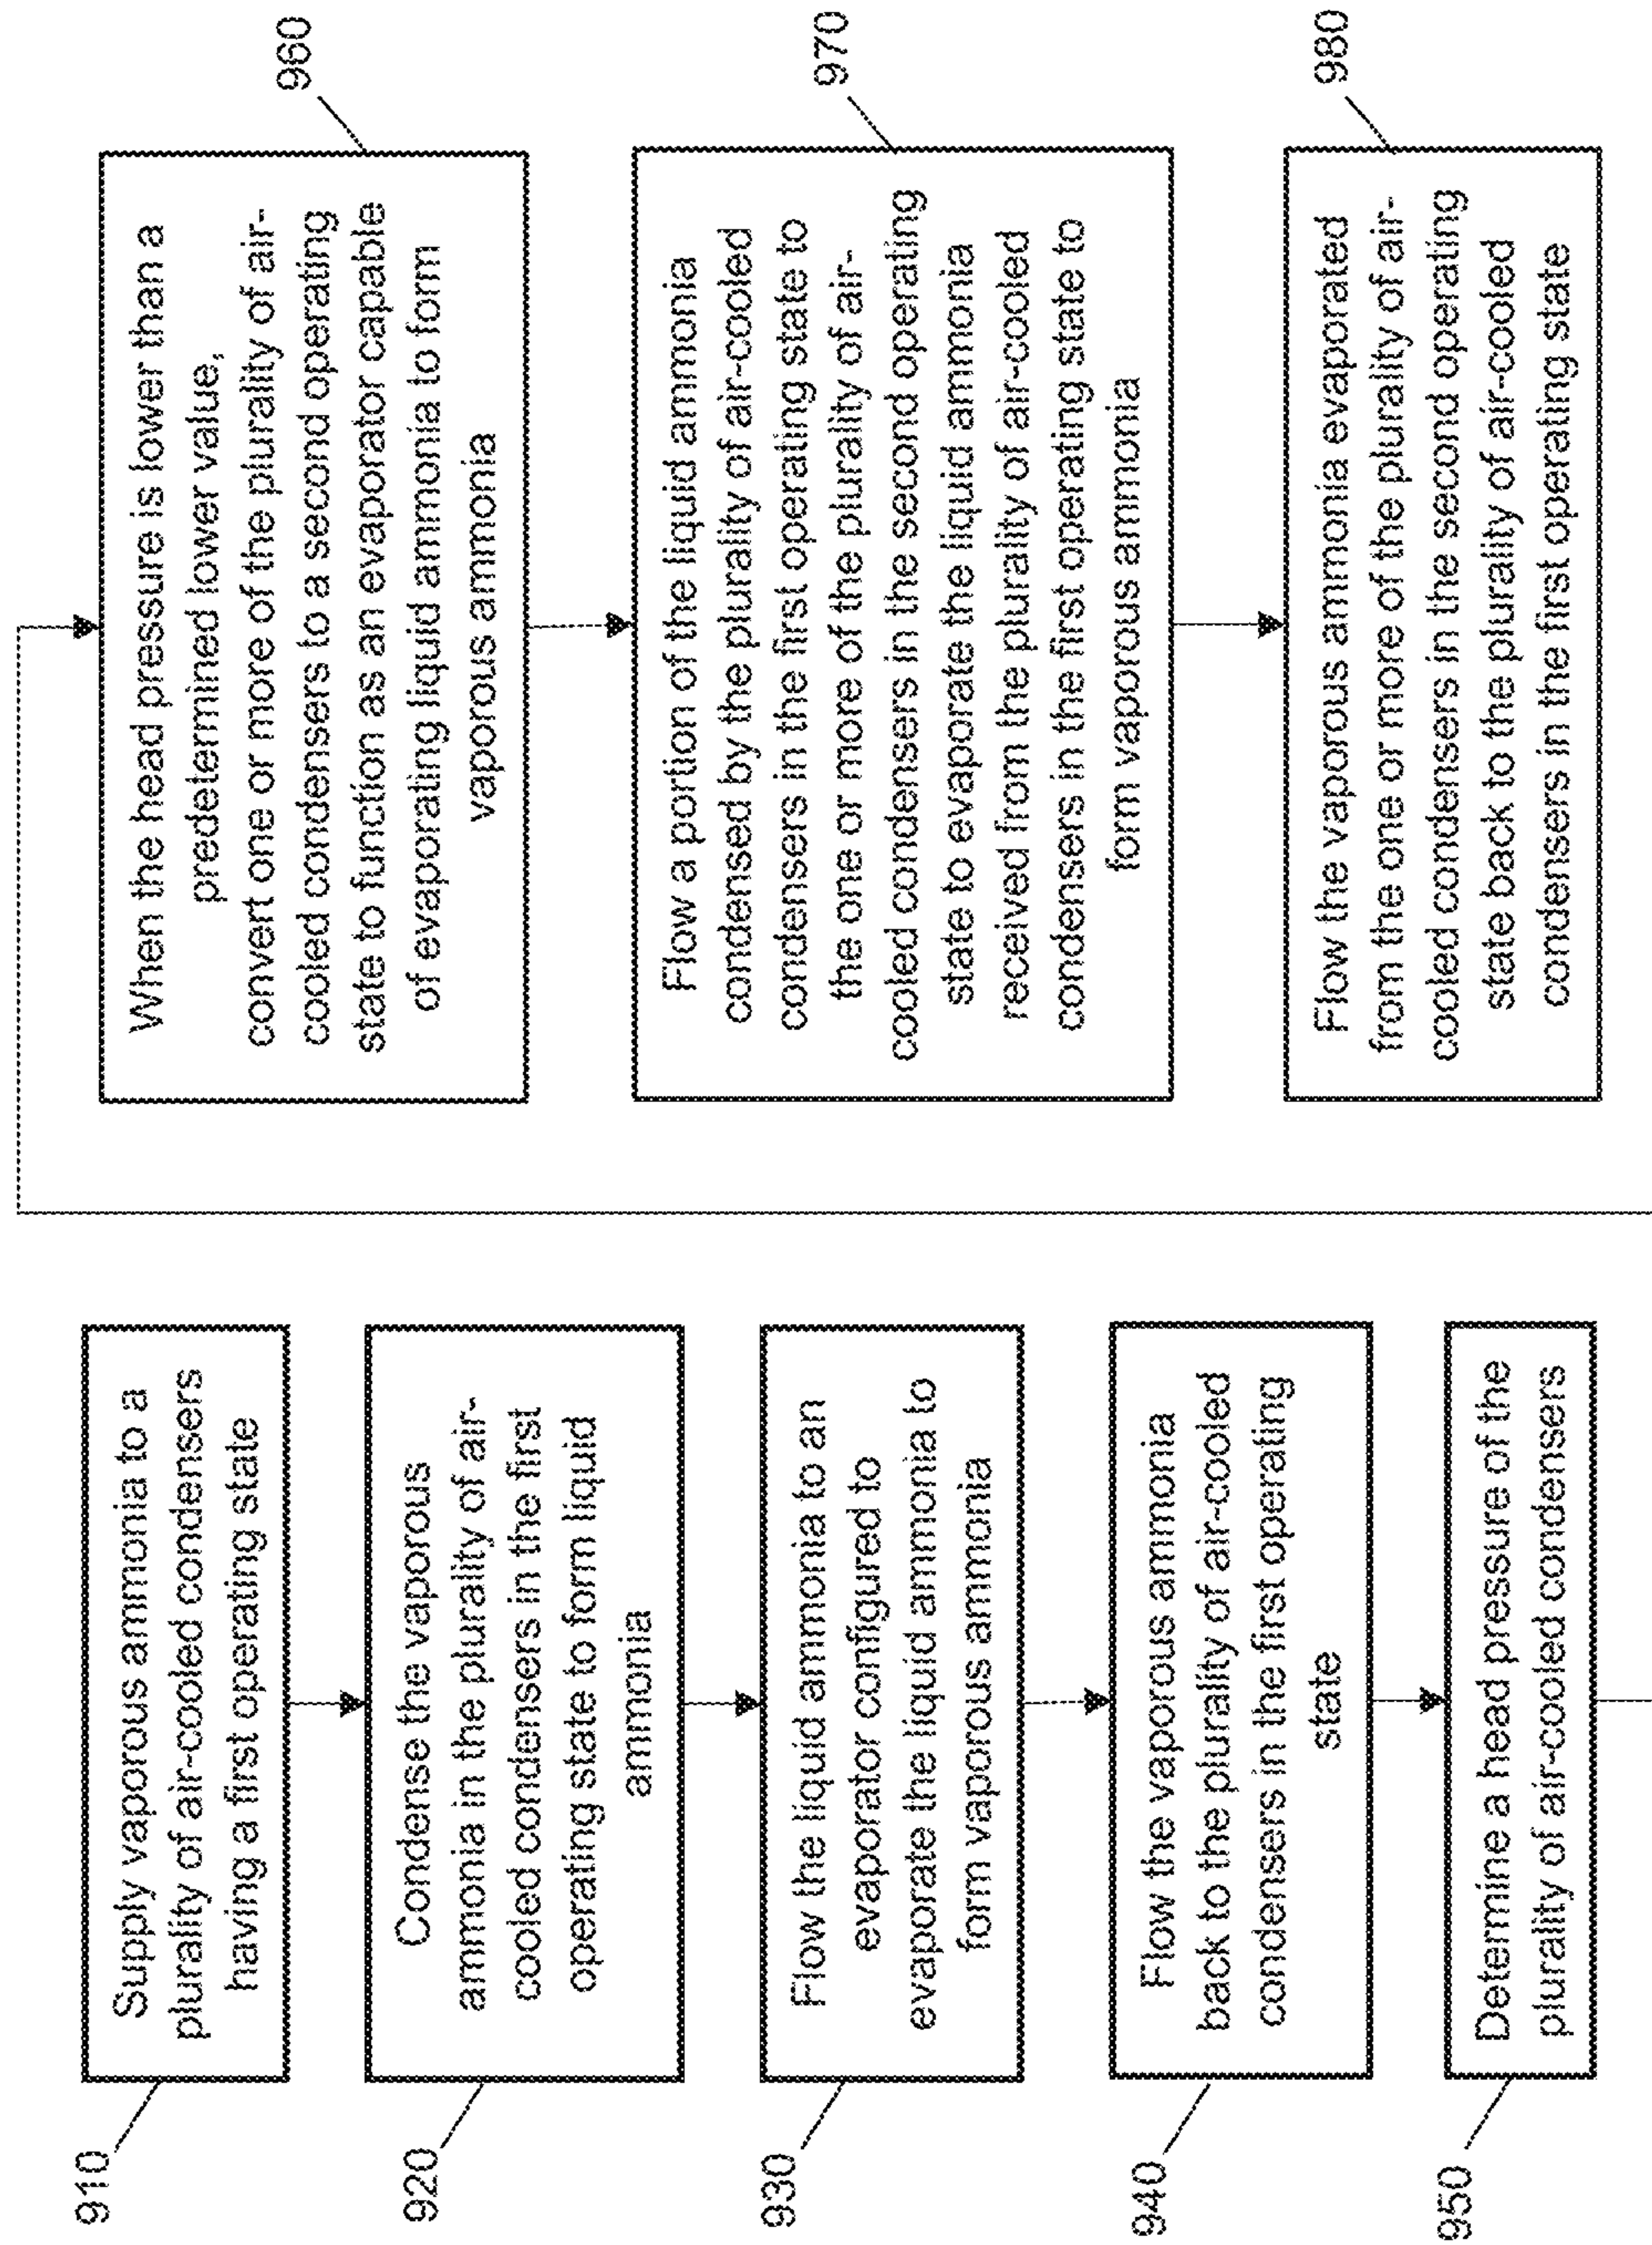 910
Supply vaporous ammonia to a
plurality of air-cooled condensers
having a first operating state
920
Condense the vaporous
ammonia in the plurality of air-
cooled condensers in the first
operating state to form liquid
ammonia
930
Flow the liquid ammonia to an
evaporator configured to
evaporate the liquid ammonia to
form vaporous ammonia
940
Flow the vaporous ammonia
back to the plurality of air-cooled
condensers in the first operating
state
950
Determine a head pressure of the
plurality of air-cooled condensers
960
When the head pressure is lower than a
predetermined lower value,
convert one or more of the plurality of air-
cooled condensers to a second operating
state to function as an evaporator capable
of evaporating liquid ammonia to form
vaporous ammonia
970
Flow a portion of the liquid ammonia
condensed by the plurality of air-cooled
condensers in the first operating state to
the one or more of the plurality of air-
cooled condensers in the second operating
state to evaporate the liquid ammonia
received from the plurality of air-cooled
condensers in the first operating state to
form vaporous ammonia
980
Flow the vaporous ammonia evaporated
from the one or more of the plurality of air-
cooled condensers in the second operating
state back to the plurality of air-cooled
condensers in the first operating state